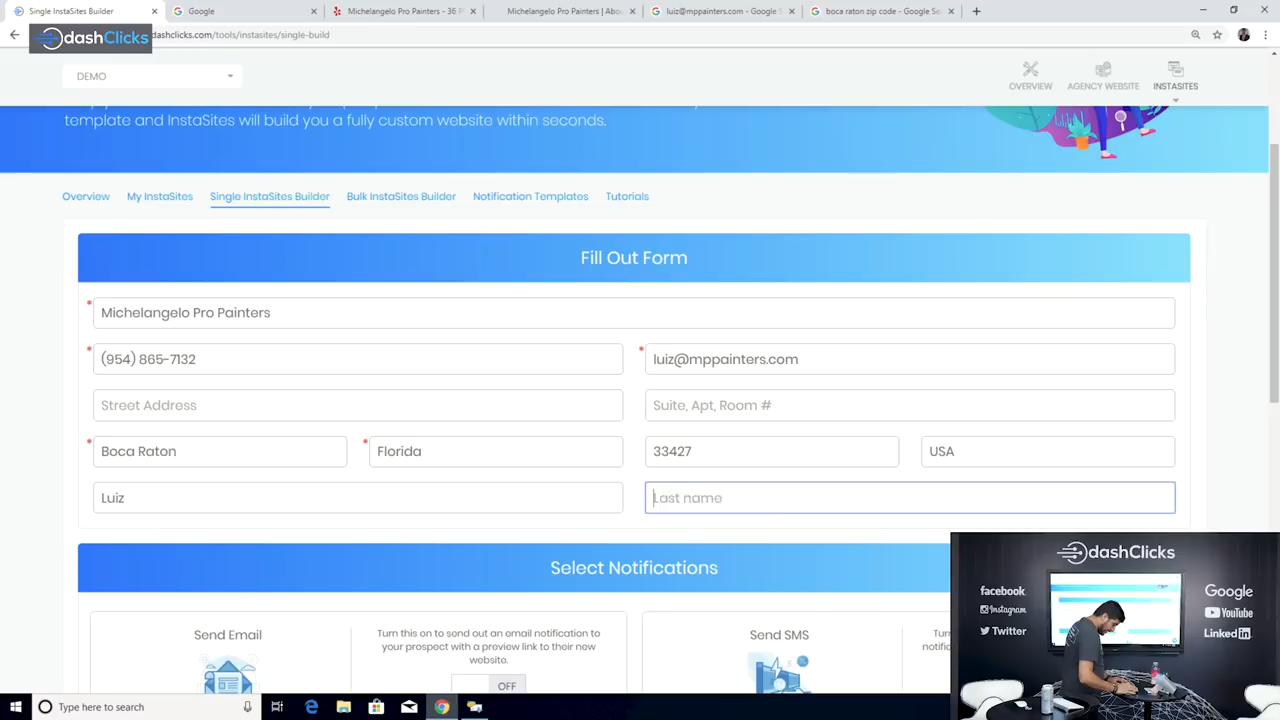 Single InstaSites Builder
Google
Michelangelo Pro Painters - 36 P
Michelangelo Pro Painters | Abou
luiz@mppainters.com - Google S
boca raton zip code - Google Se
dashClicks
dashclicks.com/tools/instasites/single-build
DEMO
OVERVIEW
AGENCY WEBSITE
INSTASITES
template and InstaSites will build you a fully custom website within seconds.
Overview
My InstaSites
Single InstaSites Builder
Bulk InstaSites Builder
Notification Templates
Tutorials
Fill Out Form
* Michelangelo Pro Painters
* (954) 865-7132
* luiz@mppainters.com
Street Address
Suite, Apt, Room #
* Boca Raton
* Florida
33427
USA
Luiz
Last name
Select Notifications
Send Email
Turn this on to send out an email notification to
your prospect with a preview link to their new
website.
OFF
Send SMS
Turn
notific
dashClicks
facebook
Instagram
Twitter
Google
YouTube
Linked in
Type here to search